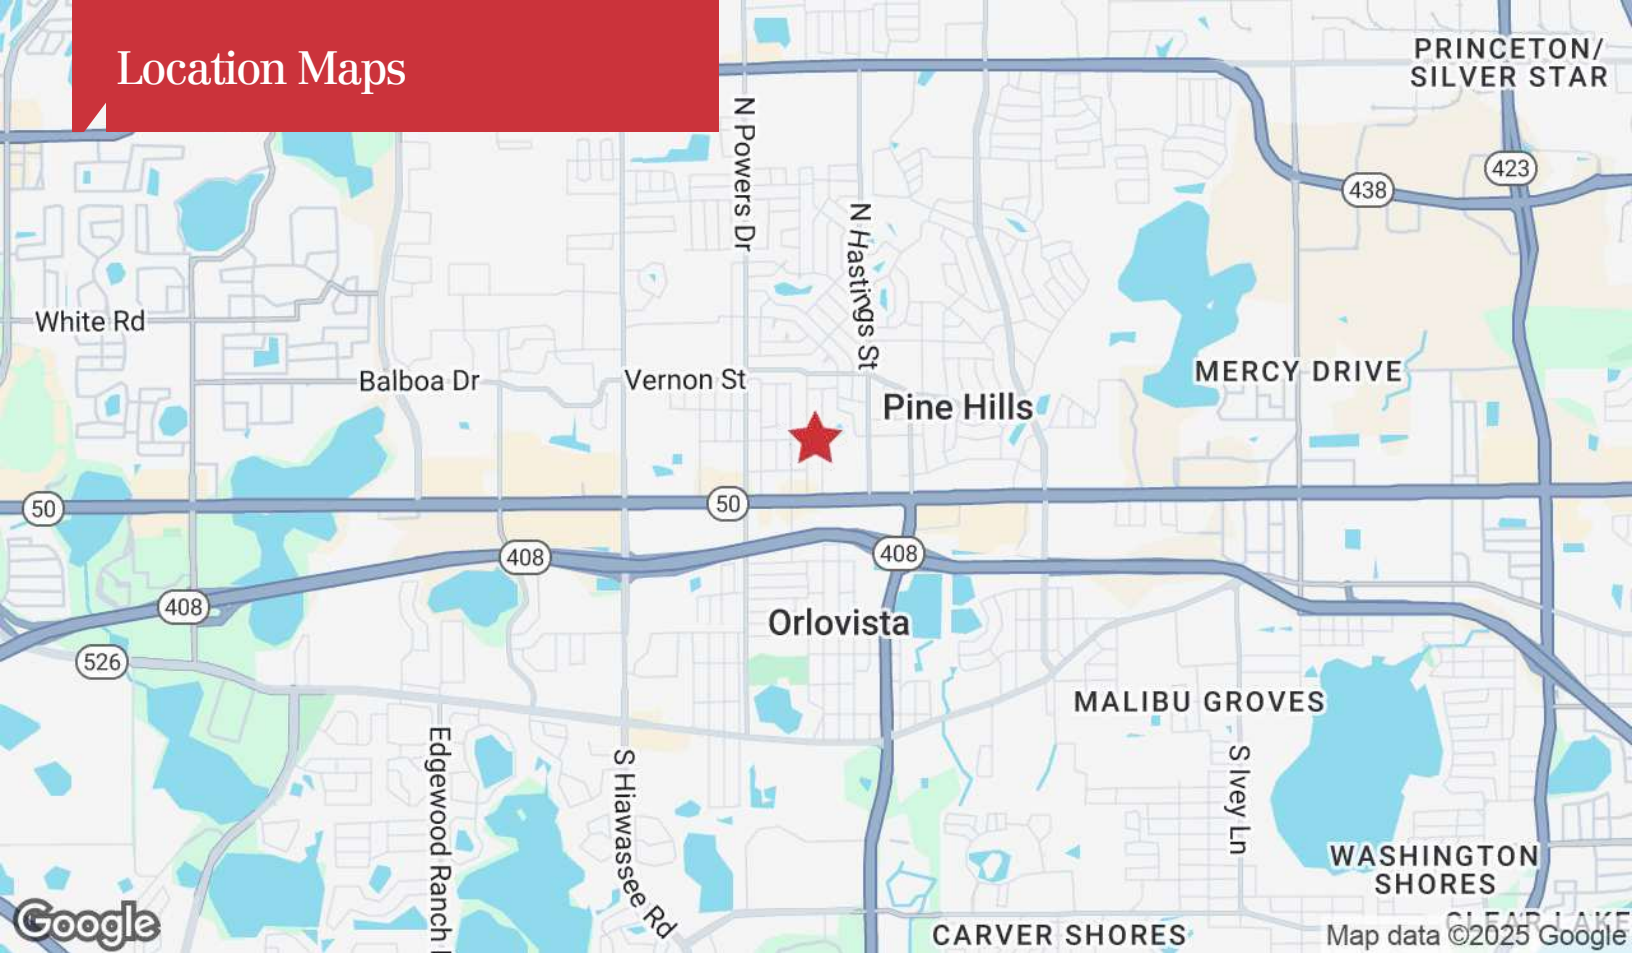 Location Maps
PRINCETON/
SILVER STAR
N Powers Dr
423
438
N Hastings St
White Rd
Balboa Dr
Vernon St
MERCY DRIVE
Pine Hills
50
50
408
408
408
Orlovista
526
MALIBU GROVES
Edgewood Ranch
S Hiawassee Rd
S Ivey Ln
WASHINGTON
SHORES
Google
CARVER SHORES
CLEAR LAKE
Map data ©2025 Google